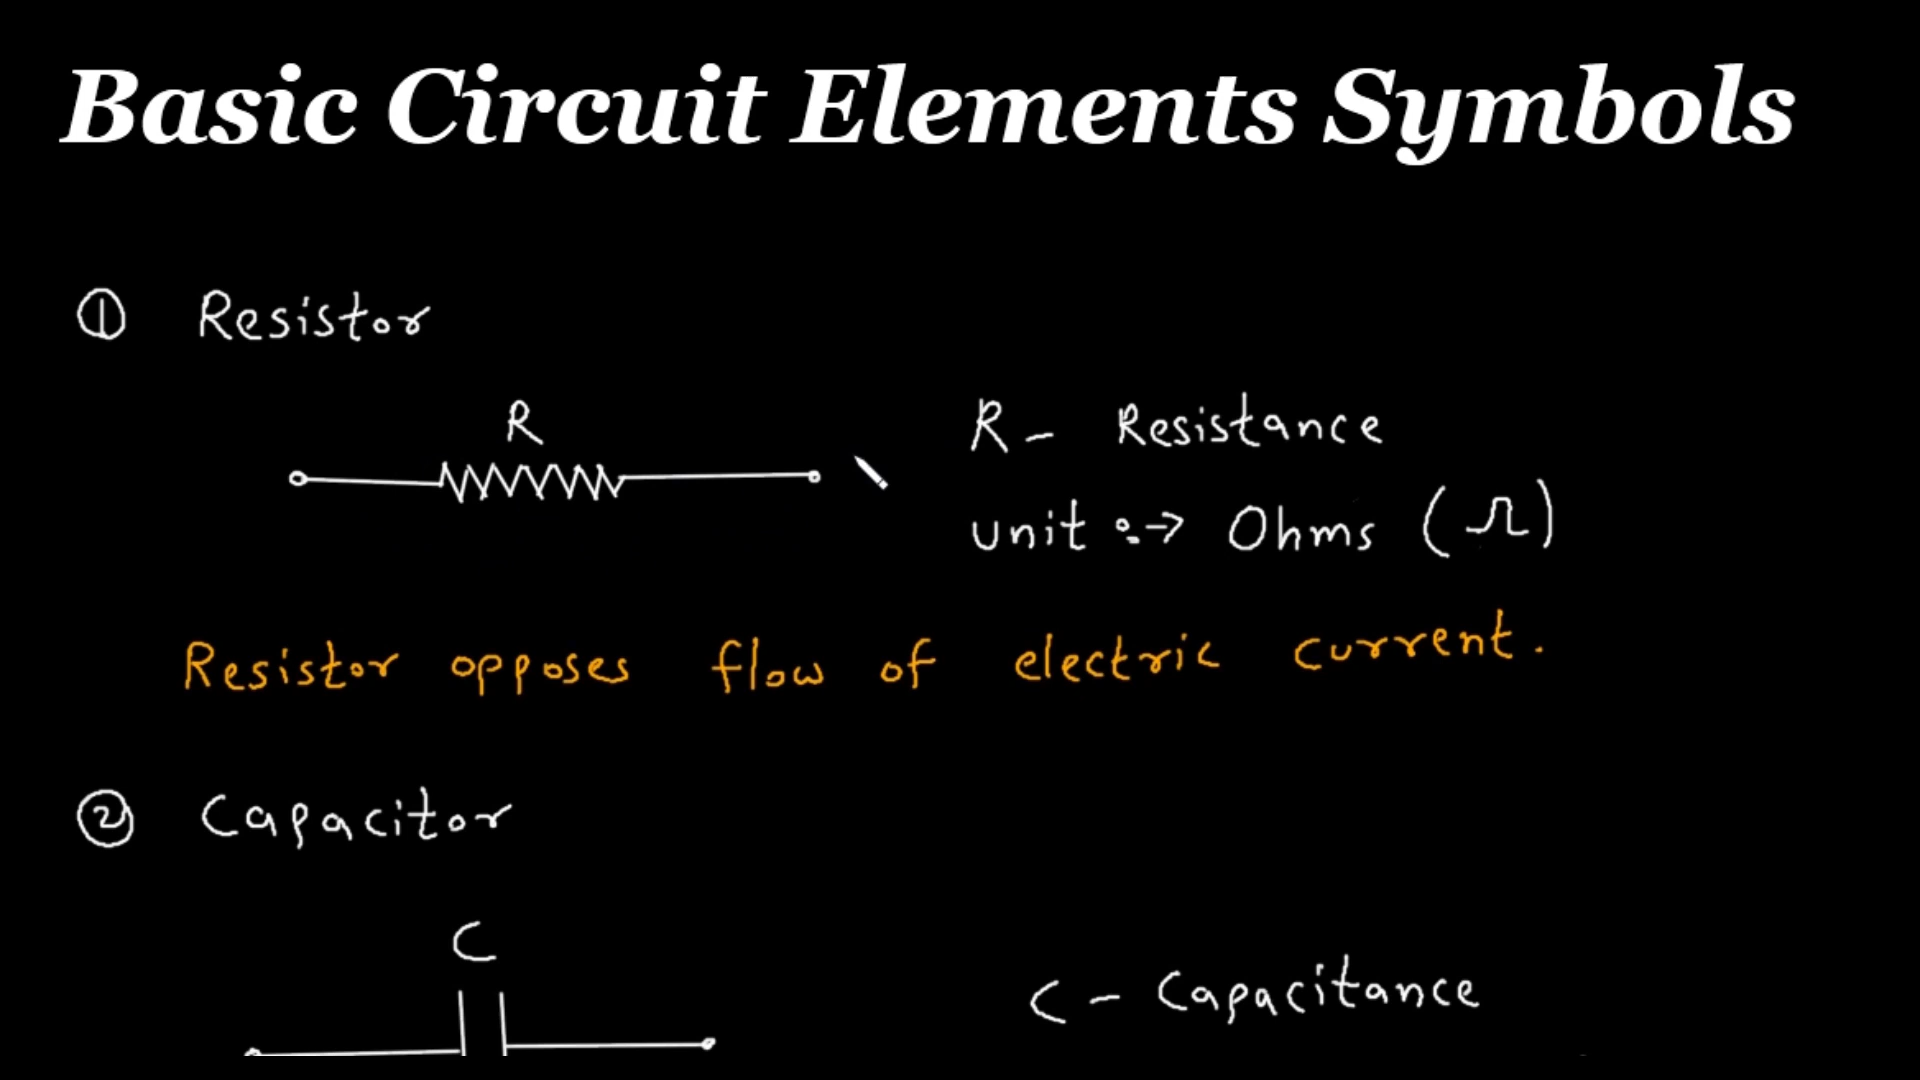 Basic Circuit Elements Symbols
① Resistor
R
R - Resistance
unit :→ Ohms (Ω)
Resistor opposes flow of electric current.
② Capacitor
C
C - Capacitance